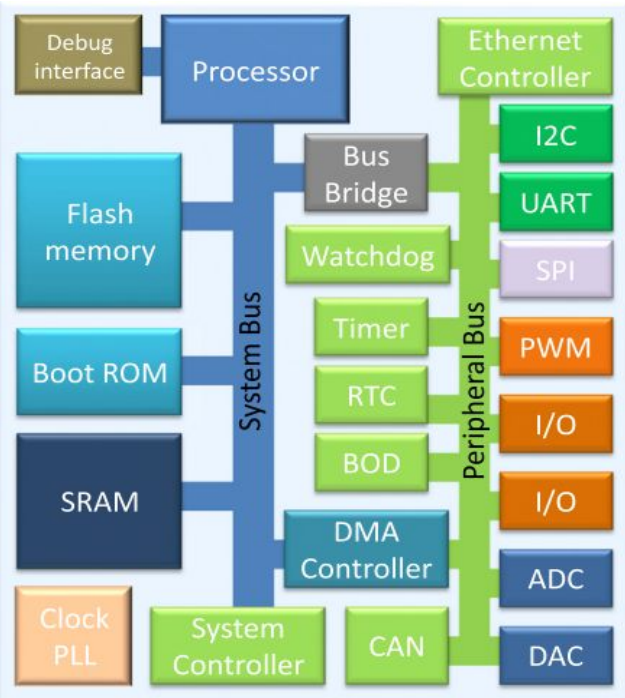 Debug
interface
Processor
Ethernet
Controller
I2C
Bus
Bridge
Flash
memory
UART
Watchdog
SPI
System Bus
Peripheral Bus
Timer
PWM
Boot ROM
RTC
I/O
BOD
SRAM
I/O
DMA
Controller
ADC
Clock
PLL
System
Controller
CAN
DAC